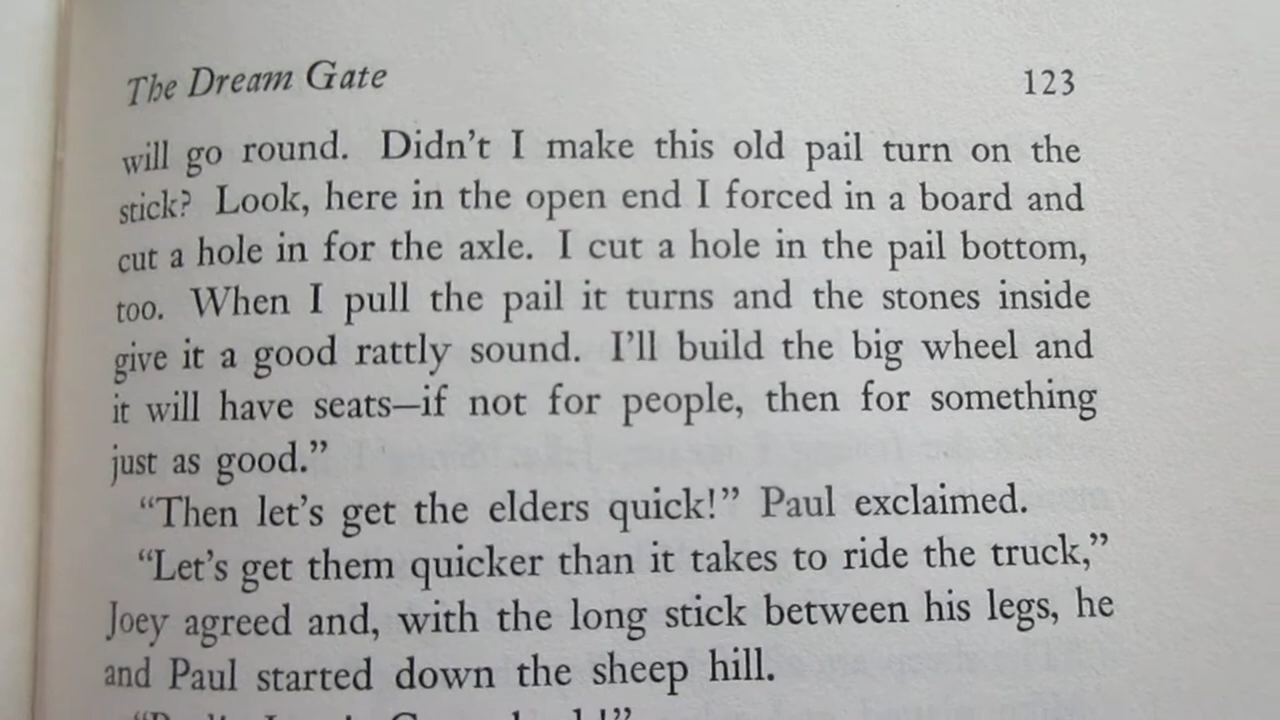 The Dream Gate 123
will go round. Didn’t I make this old pail turn on the
stick? Look, here in the open end I forced in a board and
cut a hole in for the axle. I cut a hole in the pail bottom,
too. When I pull the pail it turns and the stones inside
give it a good rattly sound. I’ll build the big wheel and
it will have seats—if not for people, then for something
just as good.”
“Then let’s get the elders quick!” Paul exclaimed.
“Let’s get them quicker than it takes to ride the truck,”
Joey agreed and, with the long stick between his legs, he
and Paul started down the sheep hill.